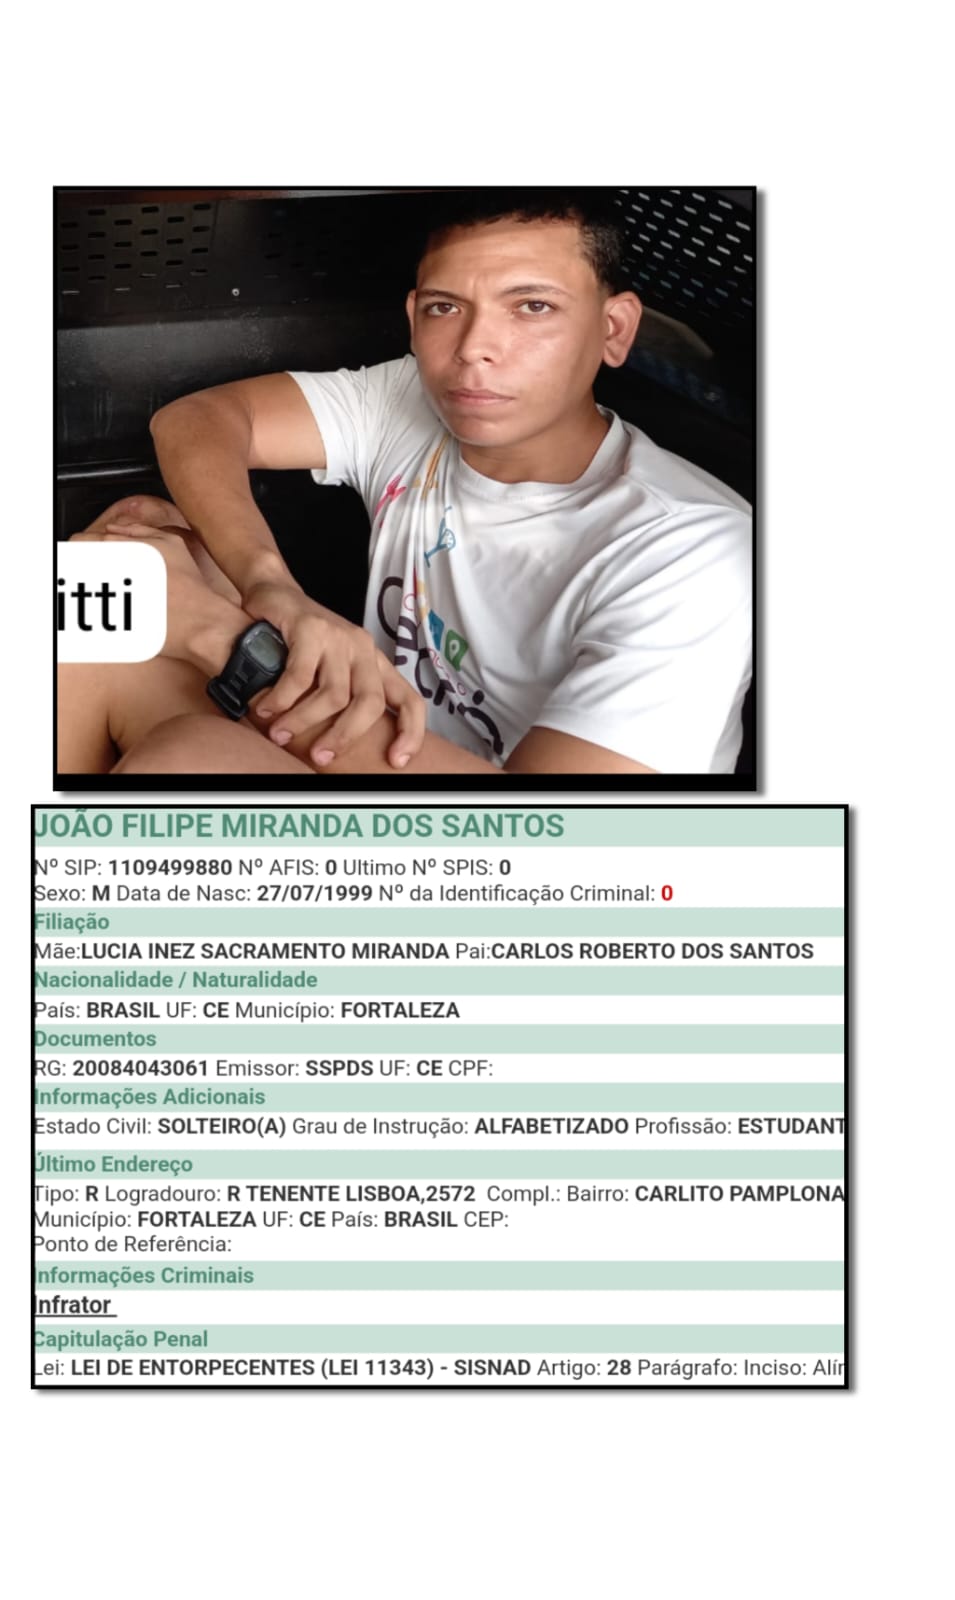 itti
JOÃO FILIPE MIRANDA DOS SANTOS
Nº SIP: 1109499880 Nº AFIS: 0 Ultimo Nº SPIS: 0
Sexo: M Data de Nasc: 27/07/1999 Nº da Identificação Criminal: 0
Filiação
Mãe:LUCIA INEZ SACRAMENTO MIRANDA Pai:CARLOS ROBERTO DOS SANTOS
Nacionalidade / Naturalidade
País: BRASIL UF: CE Município: FORTALEZA
Documentos
RG: 20084043061 Emissor: SSPDS UF: CE CPF:
Informações Adicionais
Estado Civil: SOLTEIRO(A) Grau de Instrução: ALFABETIZADO Profissão: ESTUDANT
Último Endereço
Tipo: R Logradouro: R TENENTE LISBOA,2572 Compl.: Bairro: CARLITO PAMPLONA
Município: FORTALEZA UF: CE País: BRASIL CEP:
Ponto de Referência:
Informações Criminais
Infrator
Capitulação Penal
Lei: LEI DE ENTORPECENTES (LEI 11343) - SISNAD Artigo: 28 Parágrafo: Inciso: Alín